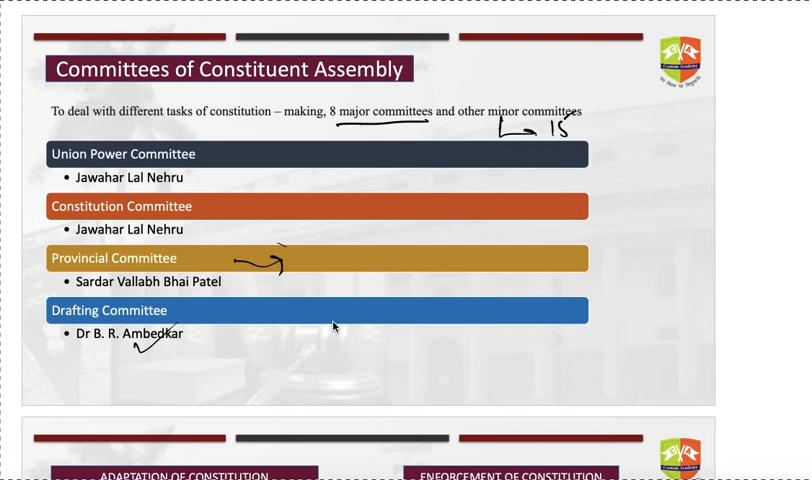 Committees of Constituent Assembly
To deal with different tasks of constitution – making, 8 major committees and other minor committees
15
Union Power Committee
• Jawahar Lal Nehru
Constitution Committee
• Jawahar Lal Nehru
Provincial Committee
• Sardar Vallabh Bhai Patel
Drafting Committee
• Dr B. R. Ambedkar
ADAPTATION OF CONSTITUTION
ENFORCEMENT OF CONSTITUTION